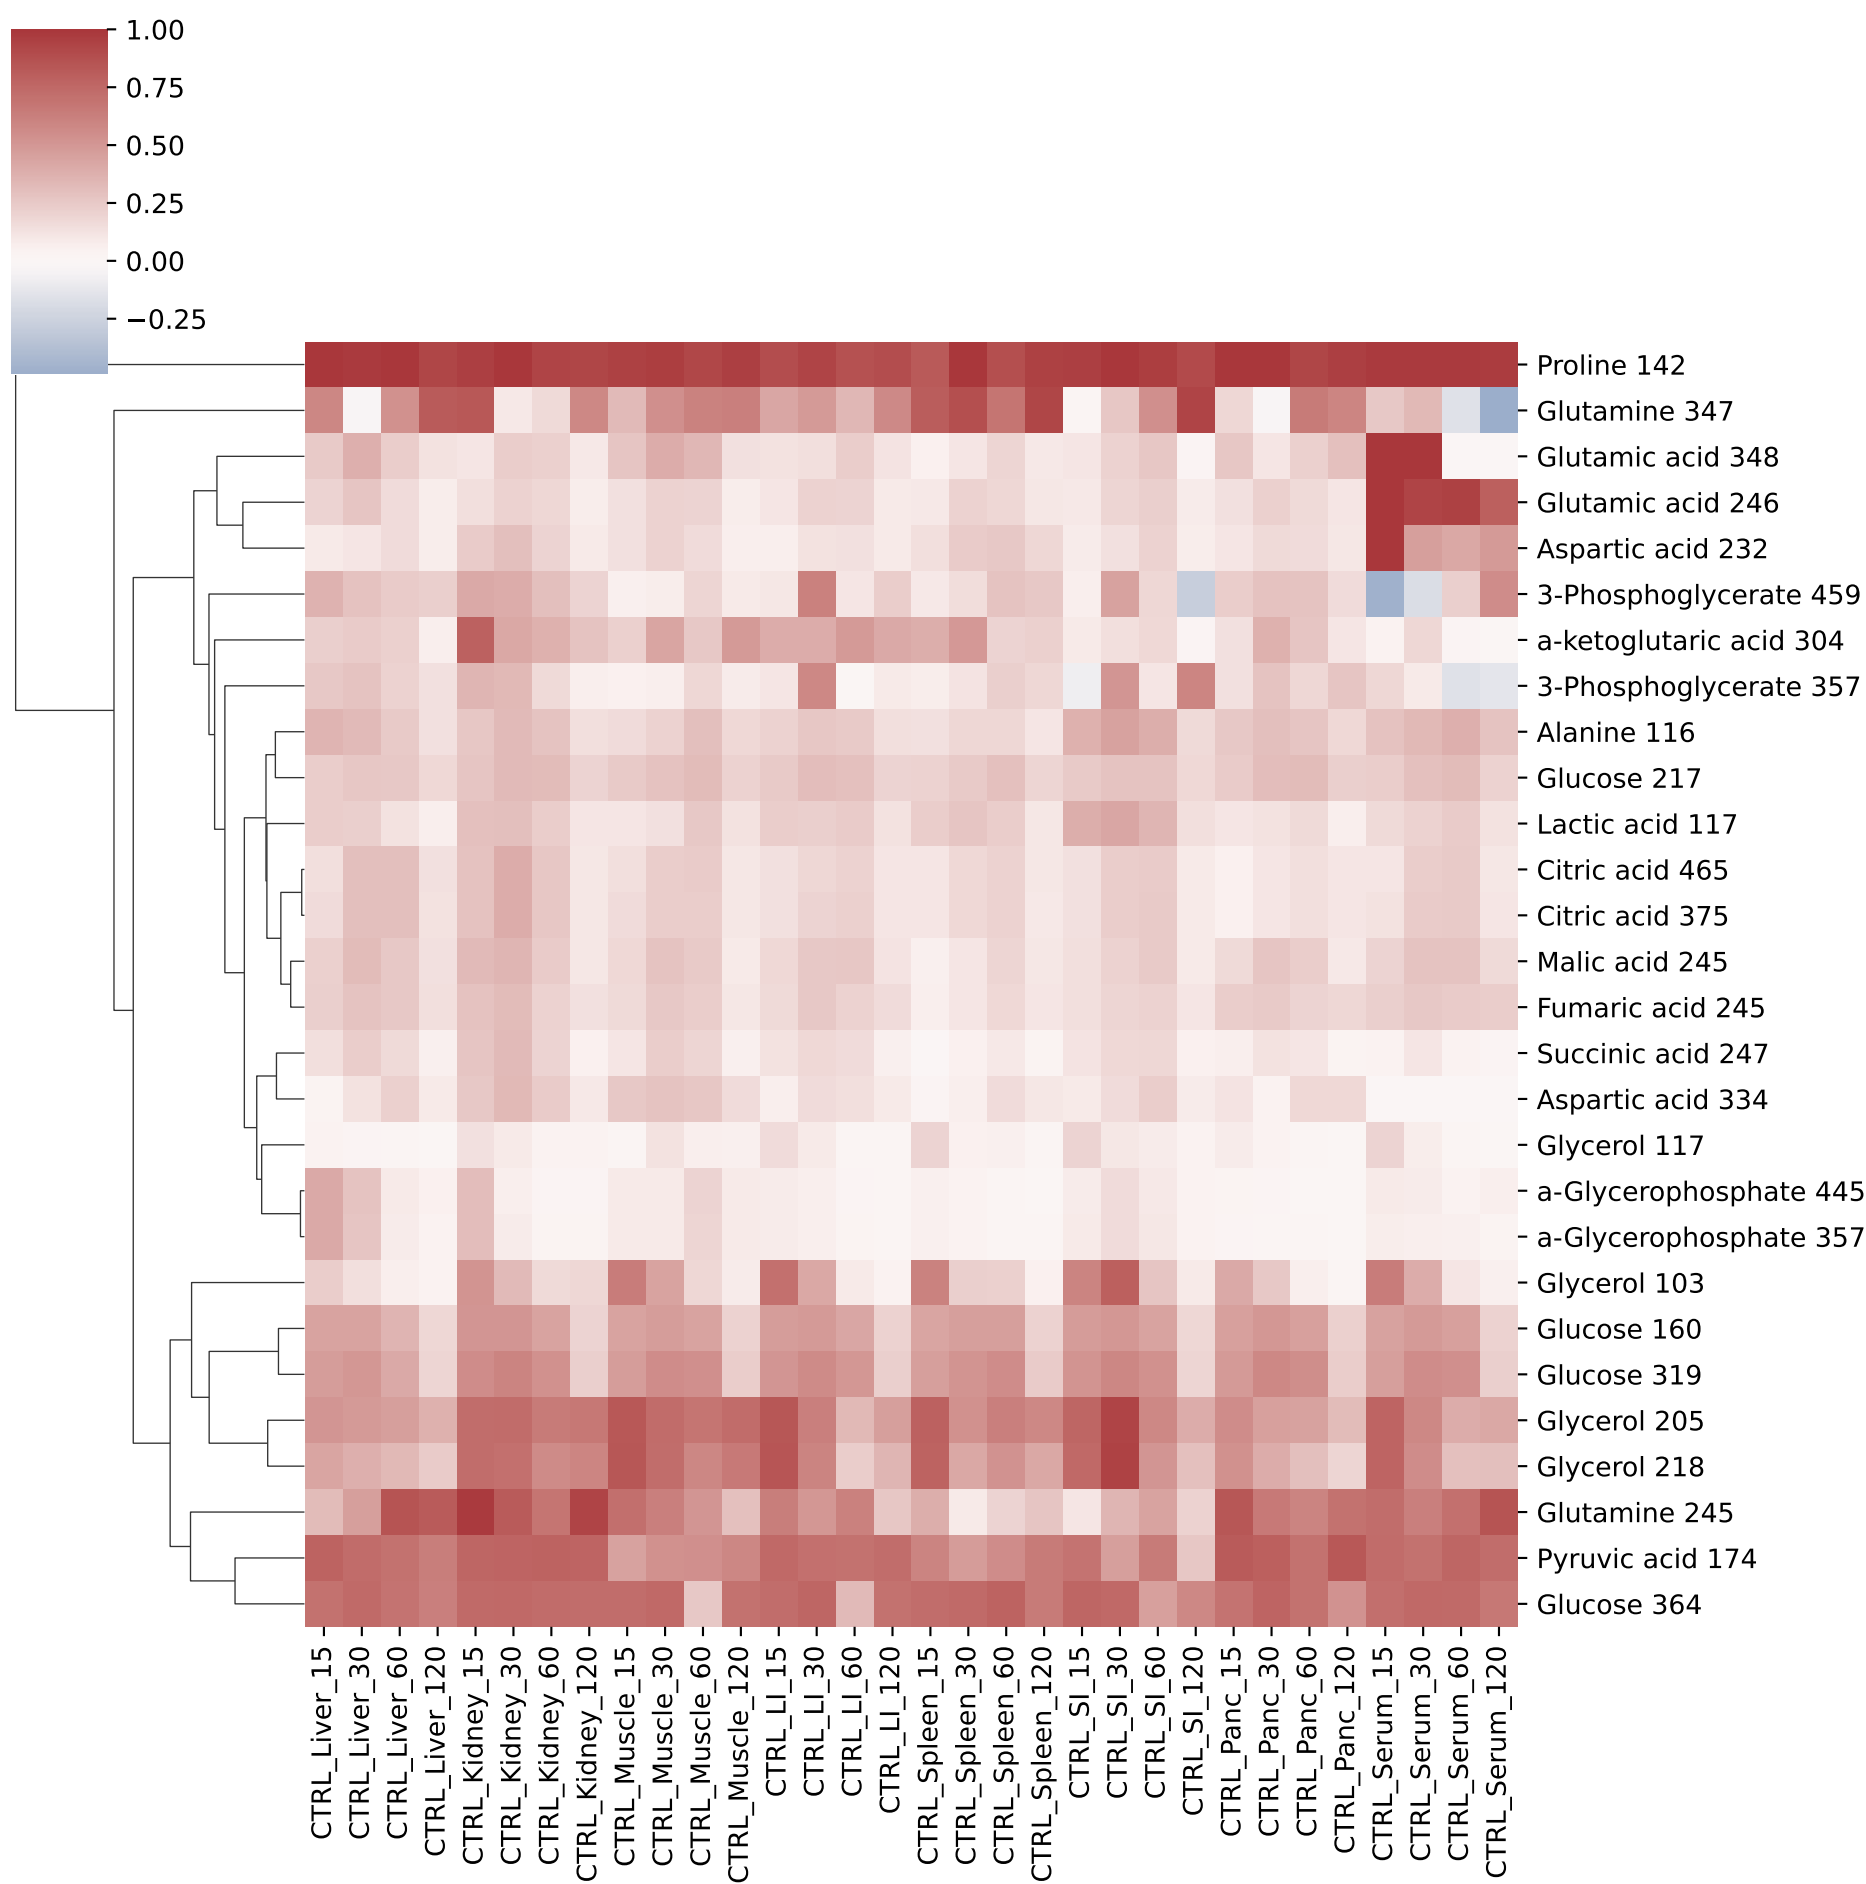 1.00
0.75
0.50
0.25
0.00
−0.25
Proline 142
Glutamine 347
Glutamic acid 348
Glutamic acid 246
Aspartic acid 232
3-Phosphoglycerate 459
a-ketoglutaric acid 304
3-Phosphoglycerate 357
Alanine 116
Glucose 217
Lactic acid 117
Citric acid 465
Citric acid 375
Malic acid 245
Fumaric acid 245
Succinic acid 247
Aspartic acid 334
Glycerol 117
a-Glycerophosphate 445
a-Glycerophosphate 357
Glycerol 103
Glucose 160
Glucose 319
Glycerol 205
Glycerol 218
Glutamine 245
Pyruvic acid 174
Glucose 364
CTRL_Liver_15
CTRL_Liver_30
CTRL_Liver_60
CTRL_Liver_120
CTRL_Kidney_15
CTRL_Kidney_30
CTRL_Kidney_60
CTRL_Kidney_120
CTRL_Muscle_15
CTRL_Muscle_30
CTRL_Muscle_60
CTRL_Muscle_120
CTRL_LI_15
CTRL_LI_30
CTRL_LI_60
CTRL_LI_120
CTRL_Spleen_15
CTRL_Spleen_30
CTRL_Spleen_60
CTRL_Spleen_120
CTRL_SI_15
CTRL_SI_30
CTRL_SI_60
CTRL_SI_120
CTRL_Panc_15
CTRL_Panc_30
CTRL_Panc_60
CTRL_Panc_120
CTRL_Serum_15
CTRL_Serum_30
CTRL_Serum_60
CTRL_Serum_120